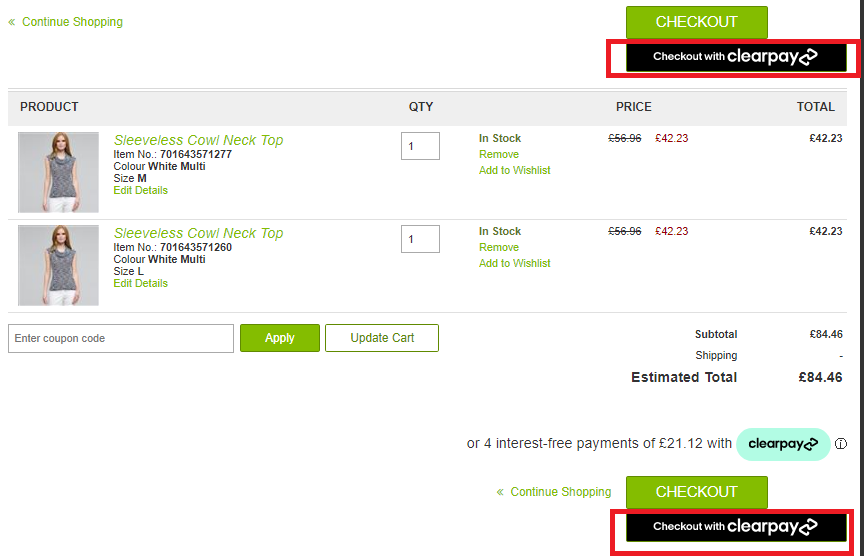 « Continue Shopping
CHECKOUT
Checkout with clearpay
PRODUCT QTY PRICE TOTAL
Sleeveless Cowl Neck Top
Item No.: 701643571277
Colour White Multi
Size M
Edit Details
1
In Stock
Remove
Add to Wishlist
£56.96 £42.23
£42.23
Sleeveless Cowl Neck Top
Item No.: 701643571260
Colour White Multi
Size L
Edit Details
1
In Stock
Remove
Add to Wishlist
£56.96 £42.23
£42.23
Enter coupon code
Apply
Update Cart
Subtotal £84.46
Shipping -
Estimated Total £84.46
or 4 interest-free payments of £21.12 with clearpay ⓘ
« Continue Shopping
CHECKOUT
Checkout with clearpay